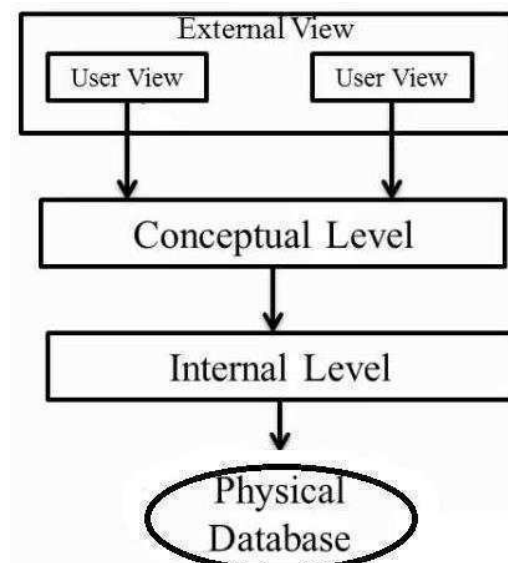 External View
User View
User View
Conceptual Level
Internal Level
Physical
Database